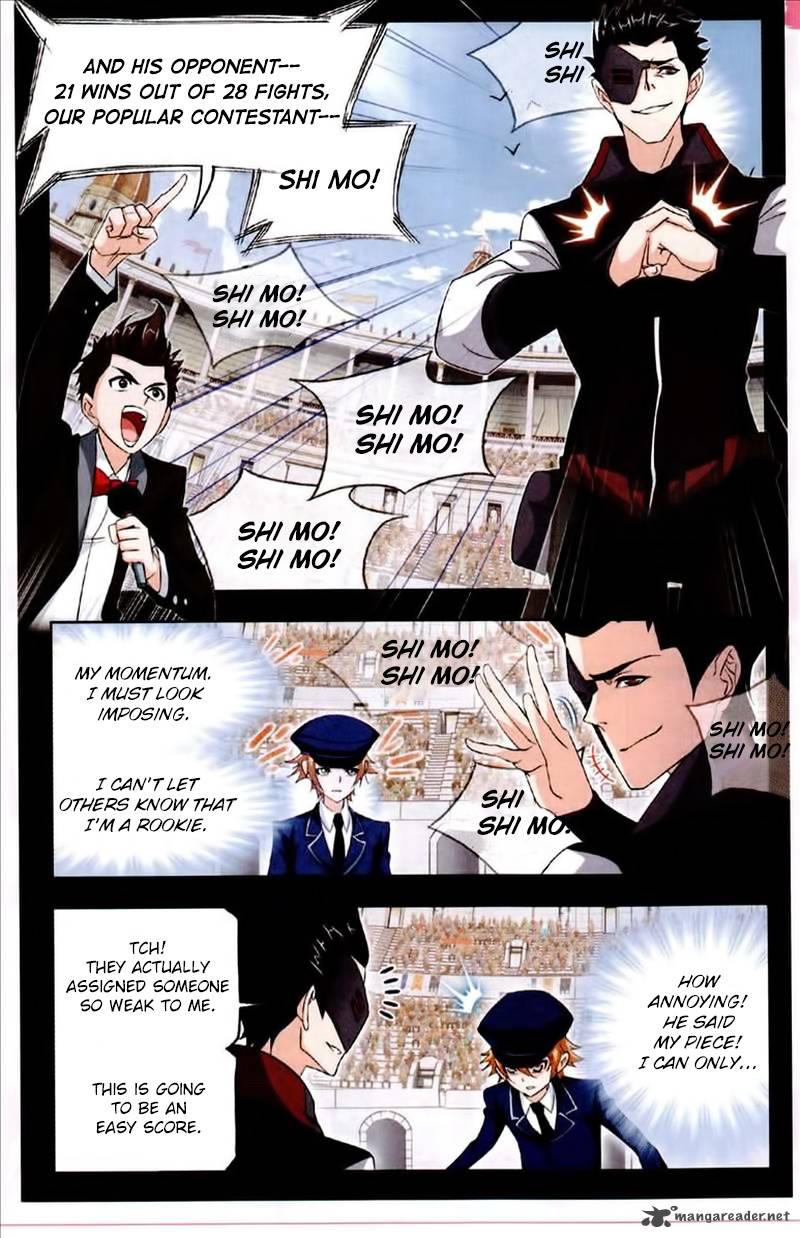 AND HIS OPPONENT--
21 WINS OUT OF 28 FIGHTS,
OUR POPULAR CONTESTANT--
SHI MO!
SHI
SHI
SHI MO!
SHI MO!
SHI MO!
SHI MO!
SHI MO!
SHI MO!
MY MOMENTUM.
I MUST LOOK
IMPOSING.
I CAN'T LET
OTHERS KNOW THAT
I'M A ROOKIE.
SHI MO!
SHI MO!
SHI MO!
SHI MO!
SHI
SHI MO.
TCH!
THEY ACTUALLY
ASSIGNED SOMEONE
SO WEAK TO ME.
THIS IS GOING
TO BE AN
EASY SCORE.
HOW
ANNOYING!
HE SAID
MY PIECE!
I CAN ONLY...
mangareader.net